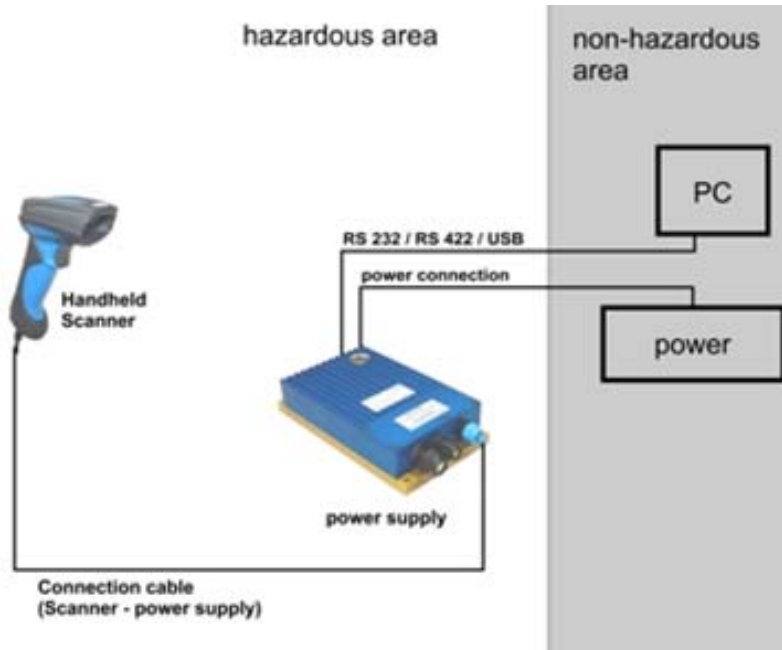 hazardous area
non-hazardous
area
PC
RS 232 / RS 422 / USB
power connection
Handheld
Scanner
power
power supply
Connection cable
(Scanner - power supply)